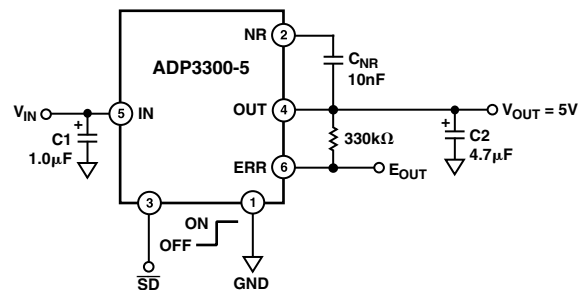 NR
2
C_NR
10nF
ADP3300-5
V_IN
5
IN
OUT
4
V_OUT = 5V
+
C1
1.0μF
330kΩ
+
C2
4.7μF
ERR
6
E_OUT
3
1
ON
OFF
S̅D̅
GND